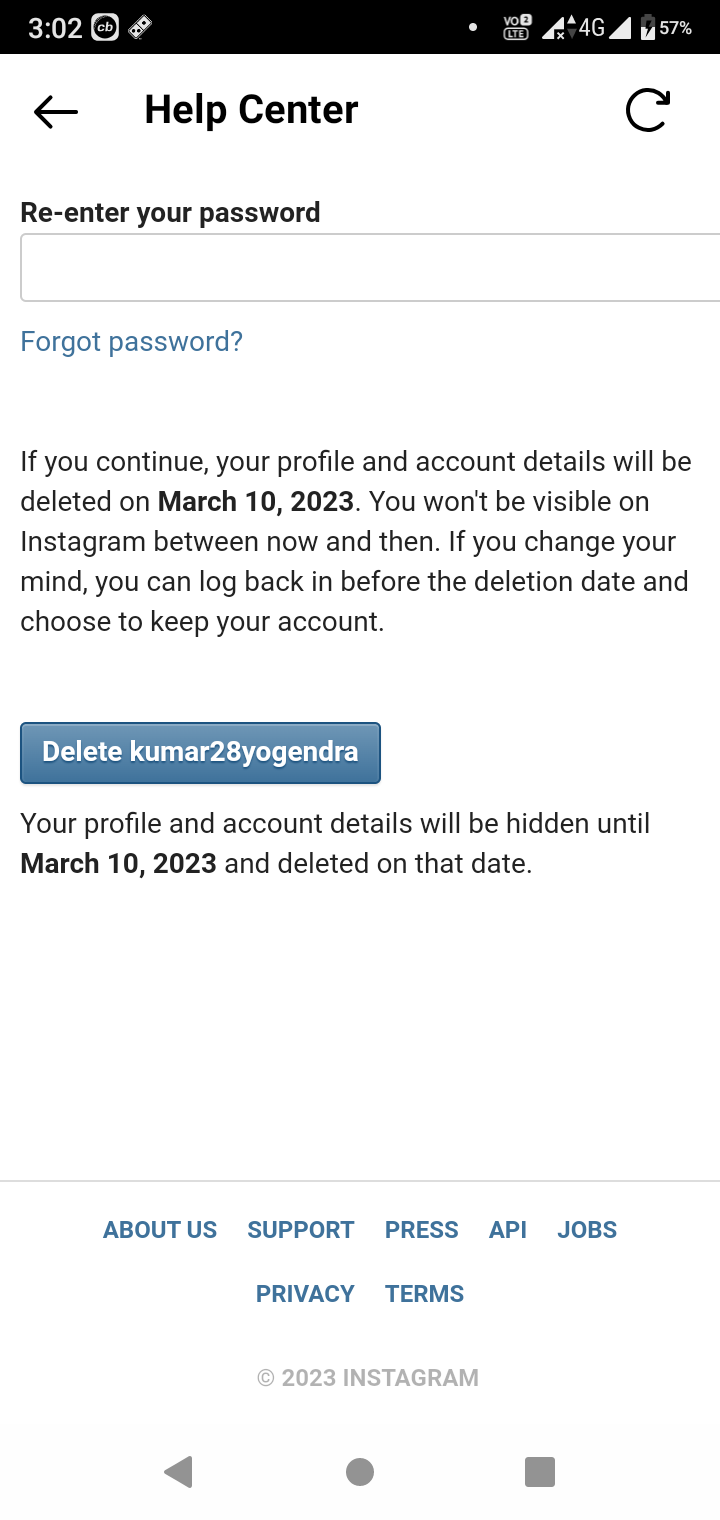 3:02 cb VO 2 LTE 4G 57%
Help Center
Re-enter your password
Forgot password?
If you continue, your profile and account details will be
deleted on March 10, 2023. You won't be visible on
Instagram between now and then. If you change your
mind, you can log back in before the deletion date and
choose to keep your account.
Delete kumar28yogendra
Your profile and account details will be hidden until
March 10, 2023 and deleted on that date.
ABOUT US SUPPORT PRESS API JOBS
PRIVACY TERMS
© 2023 INSTAGRAM